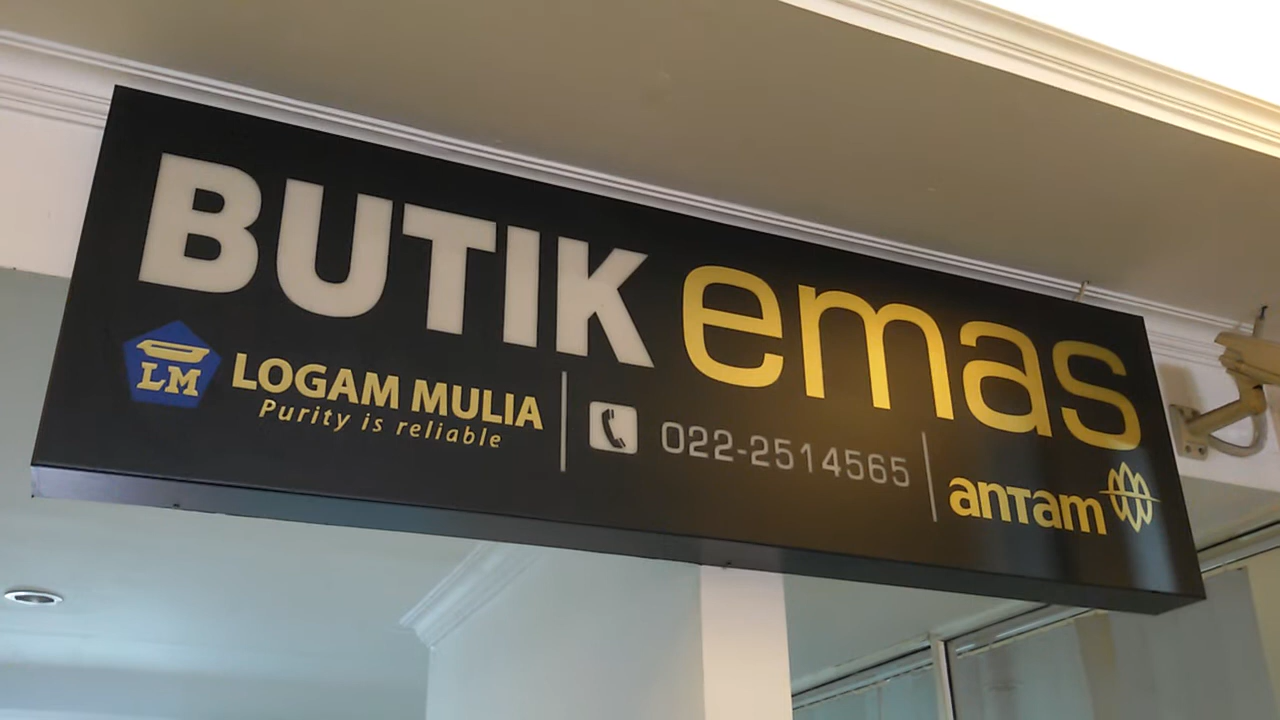 BUTIK emas
LM LOGAM MULIA
Purity is reliable
022-2514565
anTam